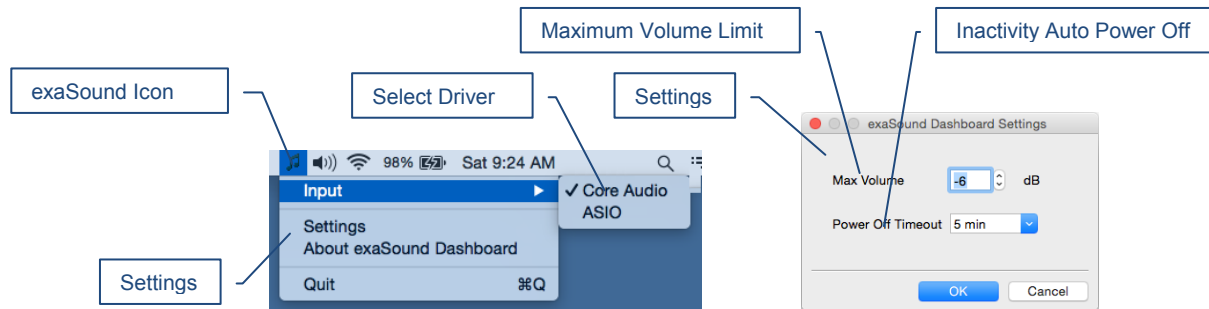 Maximum Volume Limit
Inactivity Auto Power Off
exaSound Icon
Select Driver
Settings
exaSound Dashboard Settings
98% Sat 9:24 AM
Input
✓ Core Audio
ASIO
Max Volume -6 dB
Settings
Power Off Timeout 5 min
About exaSound Dashboard
Settings
Quit ⌘Q
OK Cancel